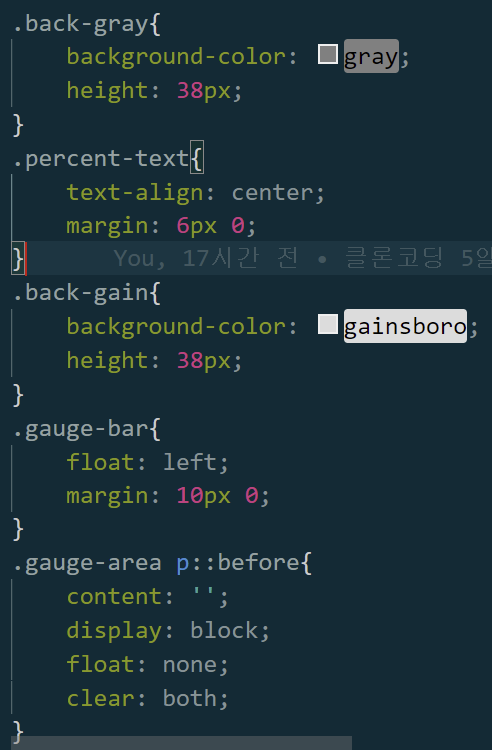 .back-gray{
    background-color: gray;
    height: 38px;
}
.percent-text{
    text-align: center;
    margin: 6px 0;
}        You, 17시간 전 • 클론코딩 5일
.back-gain{
    background-color: gainsboro;
    height: 38px;
}
.gauge-bar{
    float: left;
    margin: 10px 0;
}
.gauge-area p::before{
    content: '';
    display: block;
    float: none;
    clear: both;
}